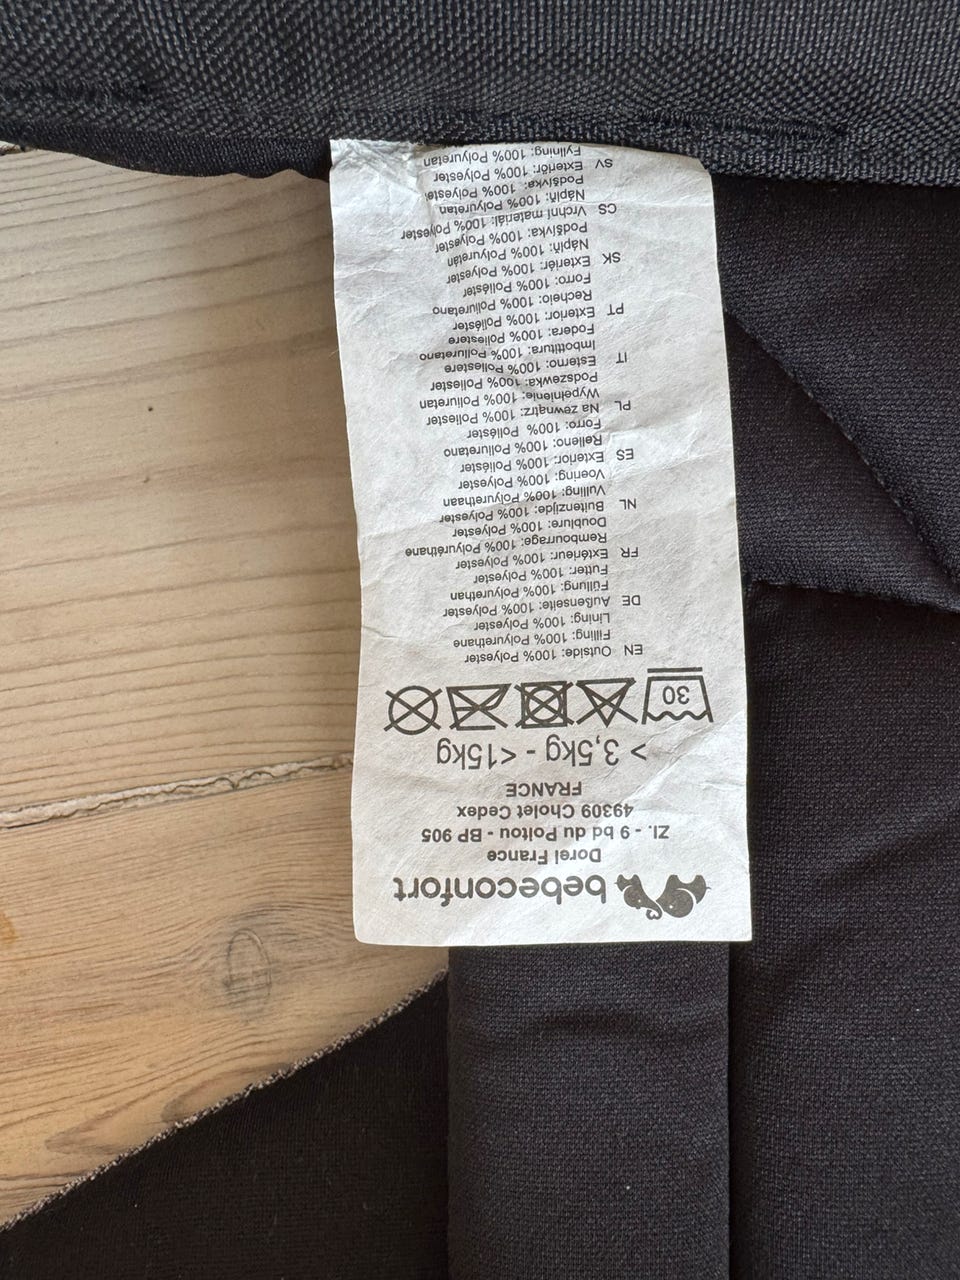 bebeconfort
Dorel France
ZI. - 9 bd du Poitou - BP 905
49309 Cholet Cedex
FRANCE
> 3,5kg - <15kg
30
EN Outside: 100% Polyester
Filling: 100% Polyurethane
Lining: 100% Polyester
DE Außenseite: 100% Polyester
Füllung: 100% Polyurethan
Futter: 100% Polyester
FR Extérieur: 100% Polyester
Rembourrage: 100% Polyuréthane
Doublure: 100% Polyester
NL Buitenzijde: 100% Polyester
Vulling: 100% Polyurethaan
Voering: 100% Polyester
ES Exterior: 100% Poliéster
Relleno: 100% Poliuretano
Forro: 100% Poliéster
PL Na zewnątrz: 100% Poliester
Wypełnienie: 100% Poliuretan
Podszewka: 100% Poliester
IT Esterno: 100% Poliestere
Imbottitura: 100% Poliuretano
Fodera: 100% Poliestere
PT Exterior: 100% Poliéster
Recheio: 100% Poliuretano
Forro: 100% Poliéster
SK Exteriér: 100% Polyester
Náplň: 100% Polyuretán
Podšívka: 100% Polyester
CS Vrchní materiál: 100% Polyester
Náplň: 100% Polyuretan
Podšívka: 100% Polyester
SV Exteriör: 100% Polyester
Fyllning: 100% Polyuretan